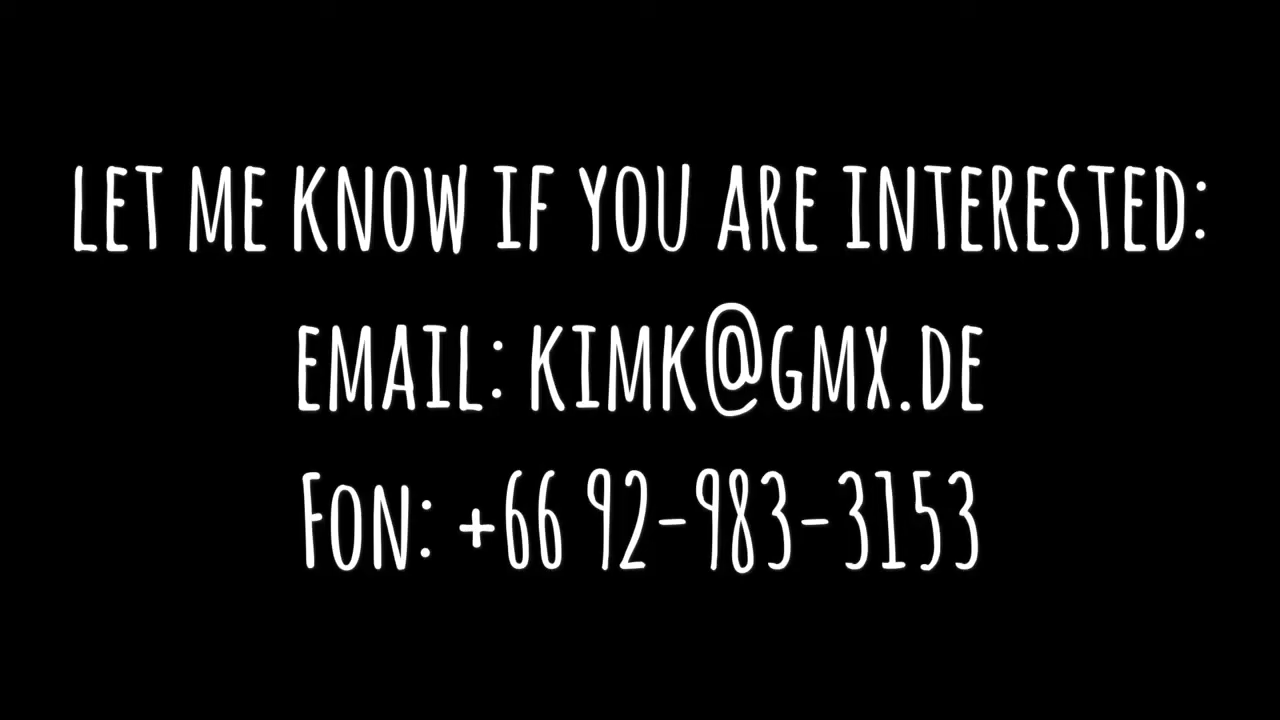 LET ME KNOW IF YOU ARE INTERESTED:
EMAIL: KIMK@GMX.DE
FON: +66 92-983-3153